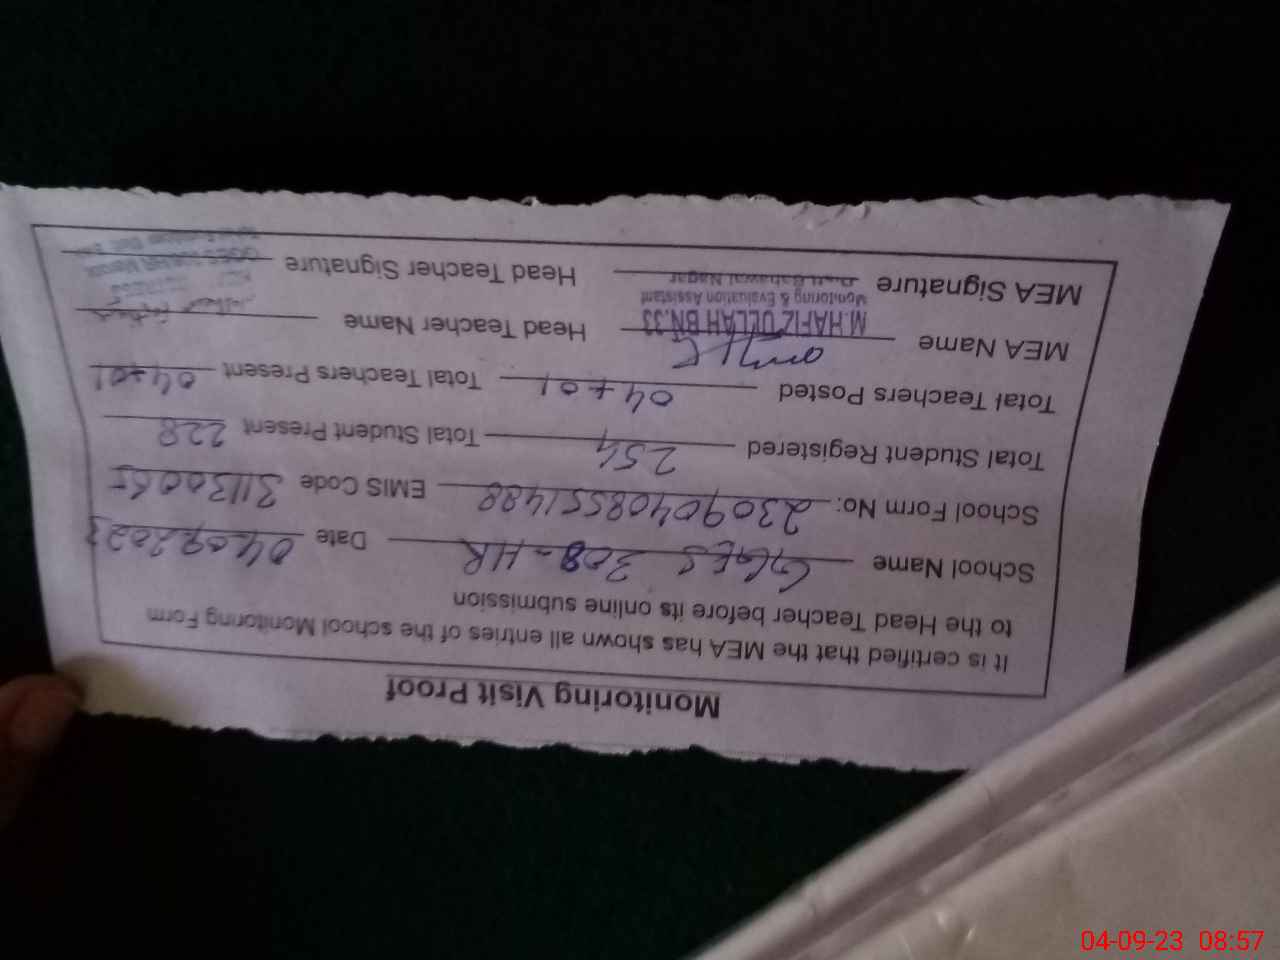 Monitoring Visit Proof
It is certified that the MEA has shown all entries of the school Monitoring Form
to the Head Teacher before its online submission
School Name GGES 308-HR Date 04092023
School Form No: 23090408551488 EMIS Code 31130065
Total Student Registered 254 Total Student Present 228
Total Teachers Posted 04+01 Total Teachers Present 04+01
MEA Name M.HAFIZ ULLAH BN.33 Head Teacher Name
Monitoring & Evaluation Assistant
MEA Signature Bahawal Nagar Head Teacher Signature
04-09-23 08:57